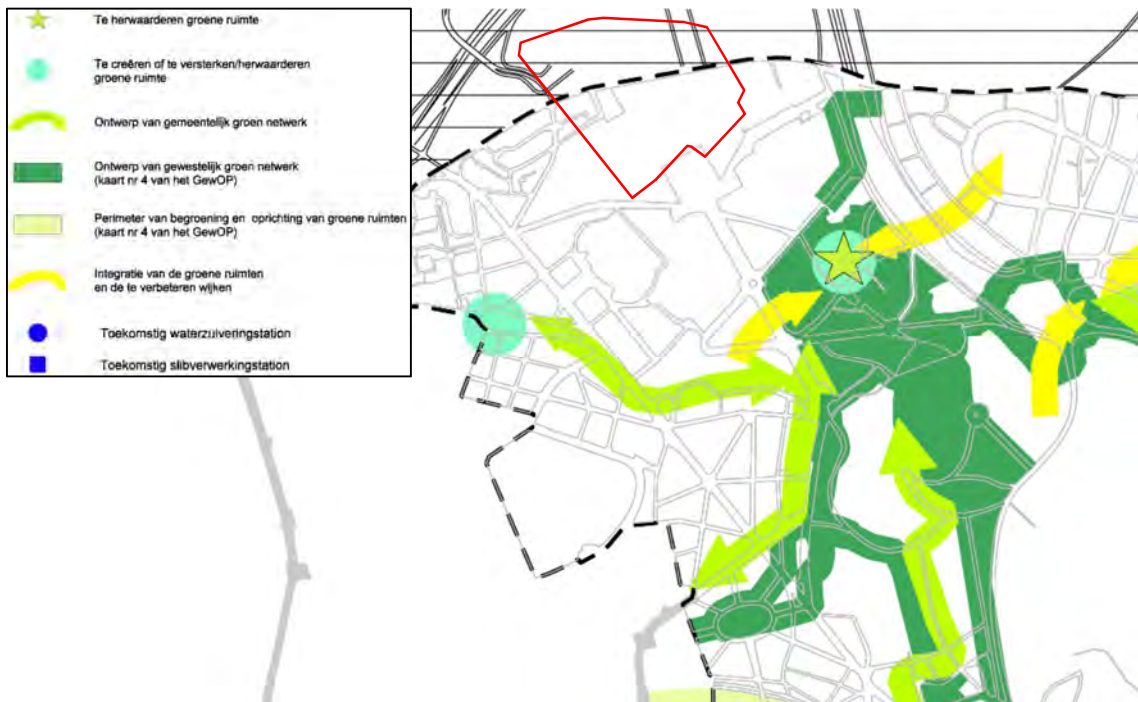 Te herwaarderen groene ruimte
Te creëren of te versterken/herwaarderen
groene ruimte
Ontwerp van gemeentelijk groen netwerk
Ontwerp van gewestelijk groen netwerk
(kaart nr 4 van het GewOP)
Perimeter van begroening en oprichting van groene ruimten
(kaart nr 4 van het GewOP)
Integratie van de groene ruimten
en de te verbeteren wijken
Toekomstig waterzuiveringstation
Toekomstig slibverwerkingstation